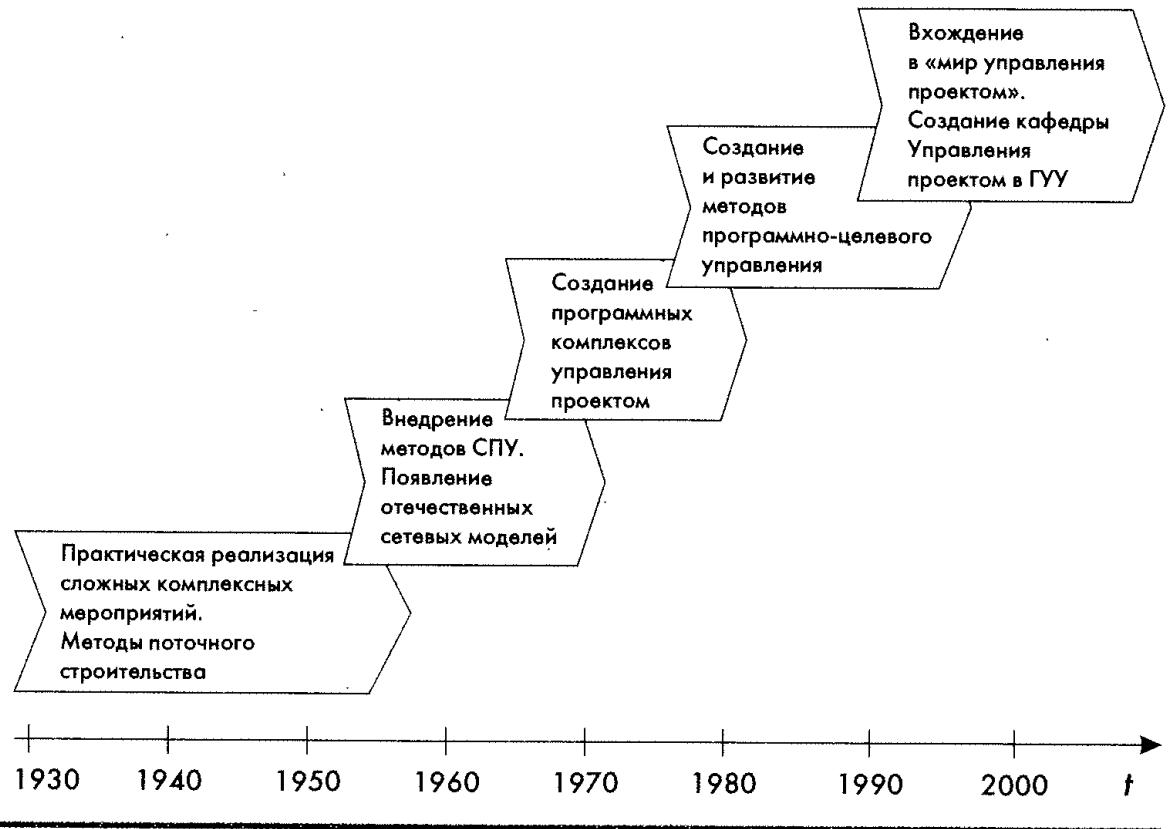 Вхождение
в «мир управления
проектом».
Создание кафедры
Управления
проектом в ГУУ
Создание
и развитие
методов
программно-целевого
управления
Создание
программных
комплексов
управления
проектом
Внедрение
методов СПУ.
Появление
отечественных
сетевых моделей
Практическая реализация
сложных комплексных
мероприятий.
Методы поточного
строительства
1930 1940 1950 1960 1970 1980 1990 2000 t